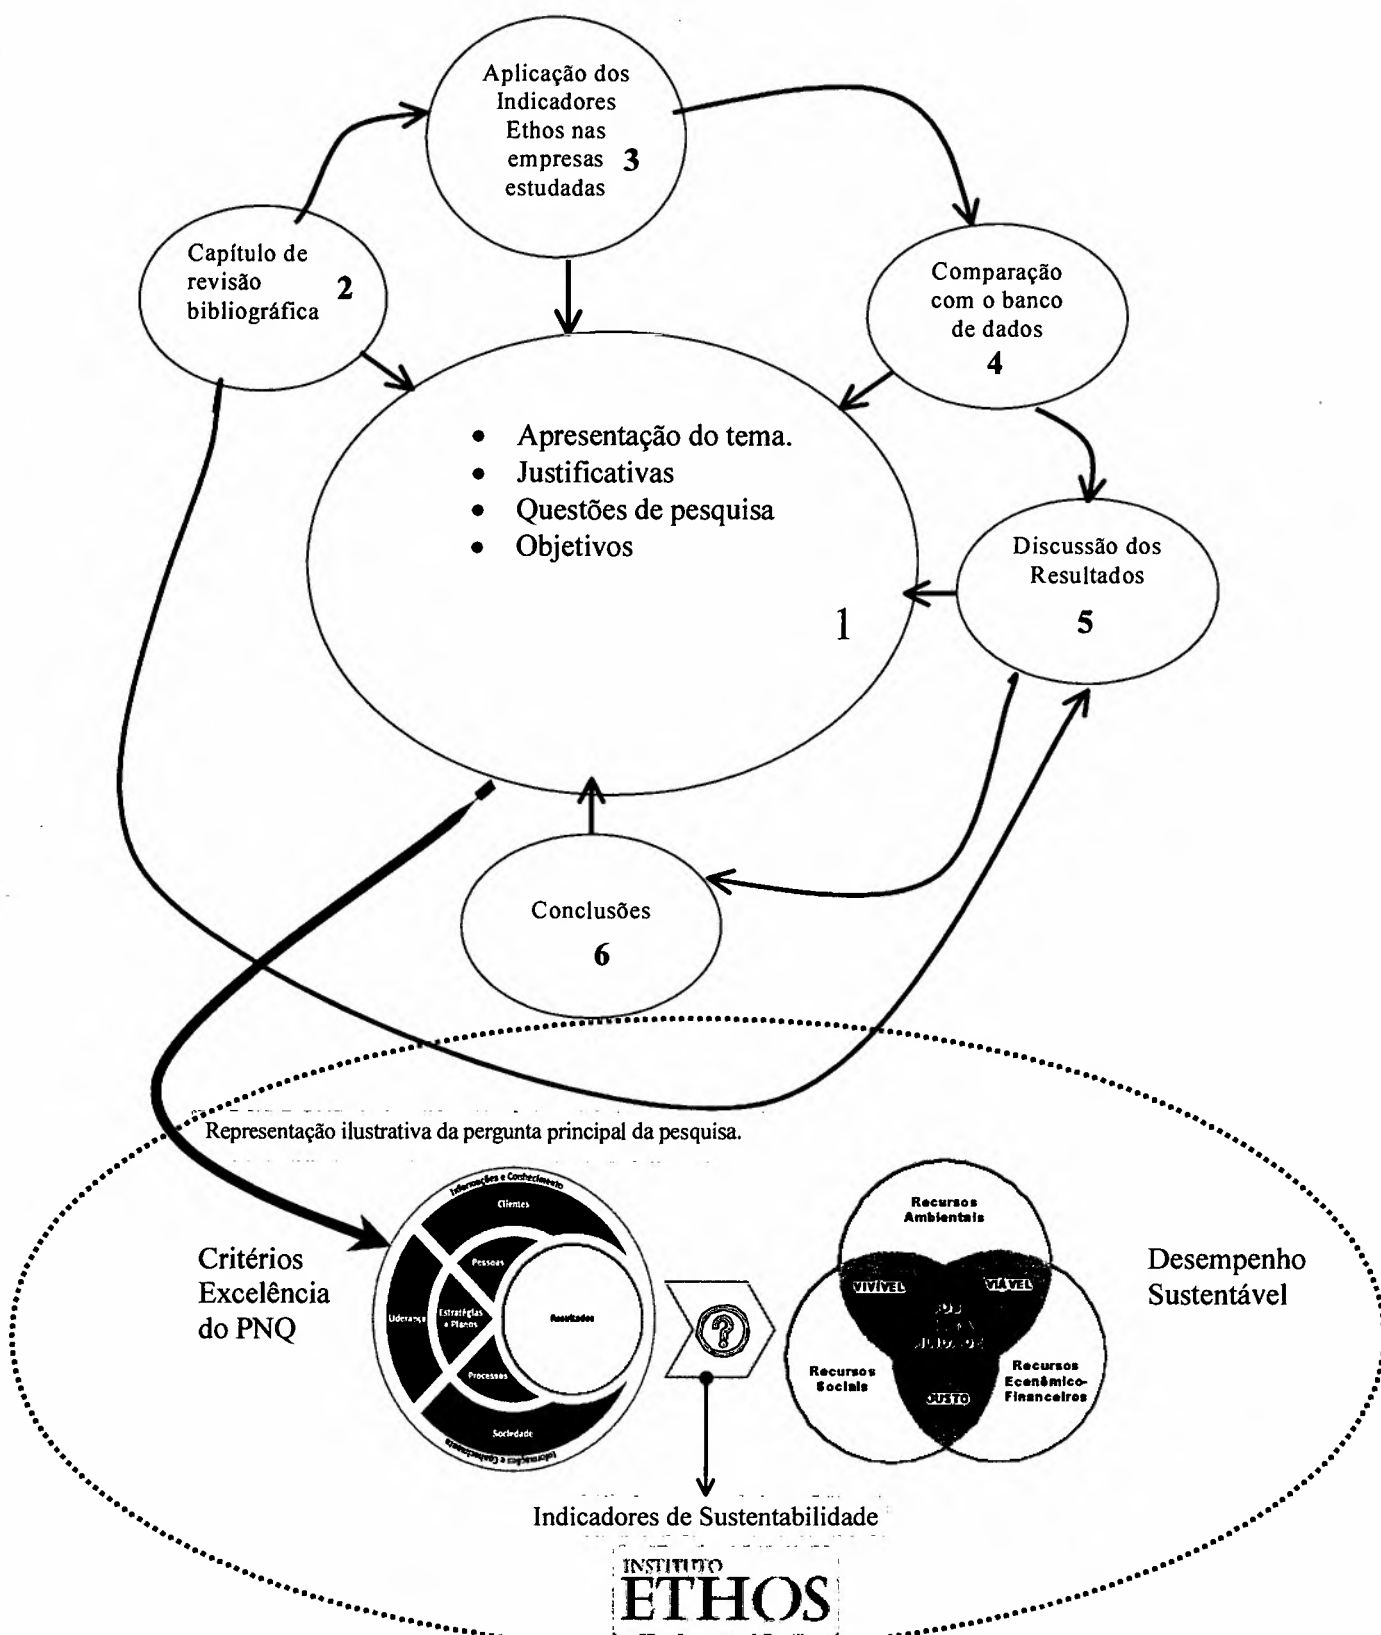 Aplicação dos
Indicadores
Ethos nas
empresas 3
estudadas
Capítulo de
revisão 2
bibliográfica
Comparação
com o banco
de dados
4
• Apresentação do tema.
• Justificativas
• Questões de pesquisa
• Objetivos
1
Discussão dos
Resultados
5
Conclusões
6
Representação ilustrativa da pergunta principal da pesquisa.
Critérios
Excelência
do PNQ
Informações e Conhecimento
Clientes
Pessoas
Liderança
Estratégias
e Planos
Resultados
Processos
Sociedade
Informações e Conhecimento
?
Recursos
Ambientais
VIVÍVEL
VIÁVEL
Recursos
Sociais
Recursos
Econômico-
Financeiros
JUSTO
Desempenho
Sustentável
Indicadores de Sustentabilidade
INSTITUTO
ETHOS